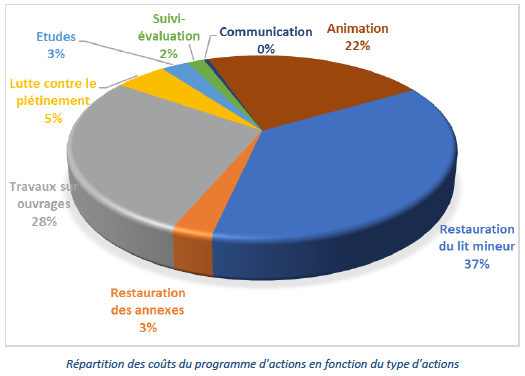 Suivi-
évaluation
2%
Communication
0%
Animation
22%
Etudes
3%
Lutte contre le
piétinement
5%
Travaux sur
ouvrages
28%
Restauration
du lit mineur
37%
Restauration
des annexes
3%
Répartition des coûts du programme d'actions en fonction du type d'actions